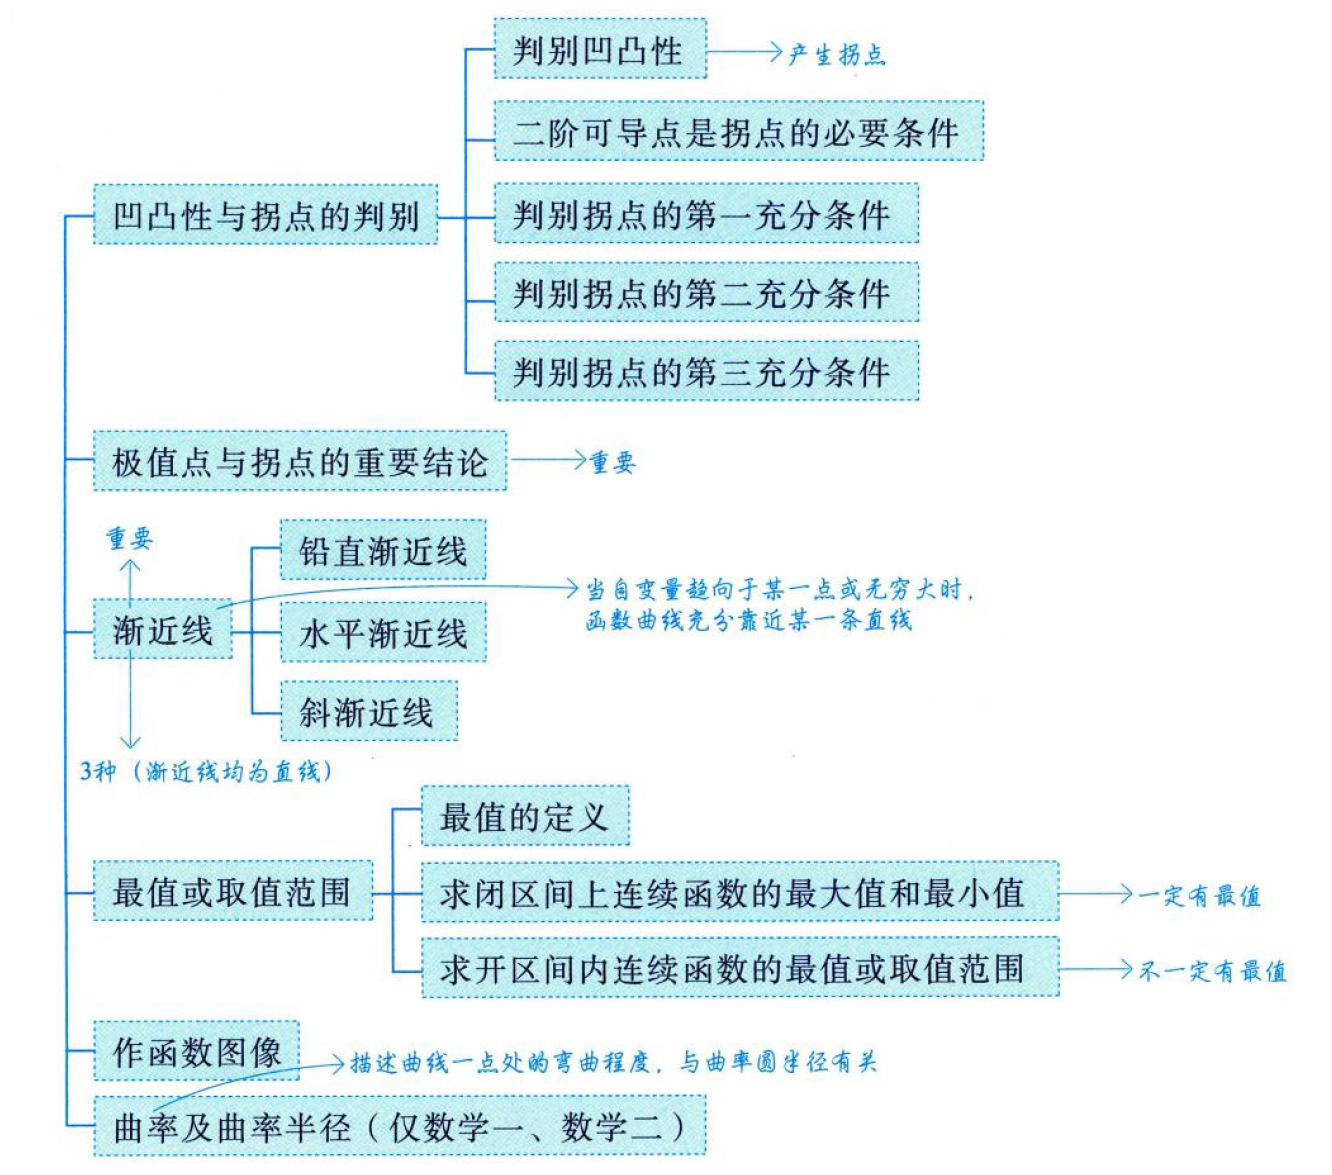 判别凹凸性
产生拐点
二阶可导点是拐点的必要条件
凹凸性与拐点的判别
判别拐点的第一充分条件
判别拐点的第二充分条件
判别拐点的第三充分条件
极值点与拐点的重要结论
重要
重要
铅直渐近线
当自变量趋向于某一点或无穷大时，
函数曲线充分靠近某一条直线
渐近线
水平渐近线
斜渐近线
3种（渐近线均为直线）
最值的定义
最值或取值范围
求闭区间上连续函数的最大值和最小值
一定有最值
求开区间内连续函数的最值或取值范围
不一定有最值
作函数图像
描述曲线一点处的弯曲程度，与曲率圆半径有关
曲率及曲率半径（仅数学一、数学二）